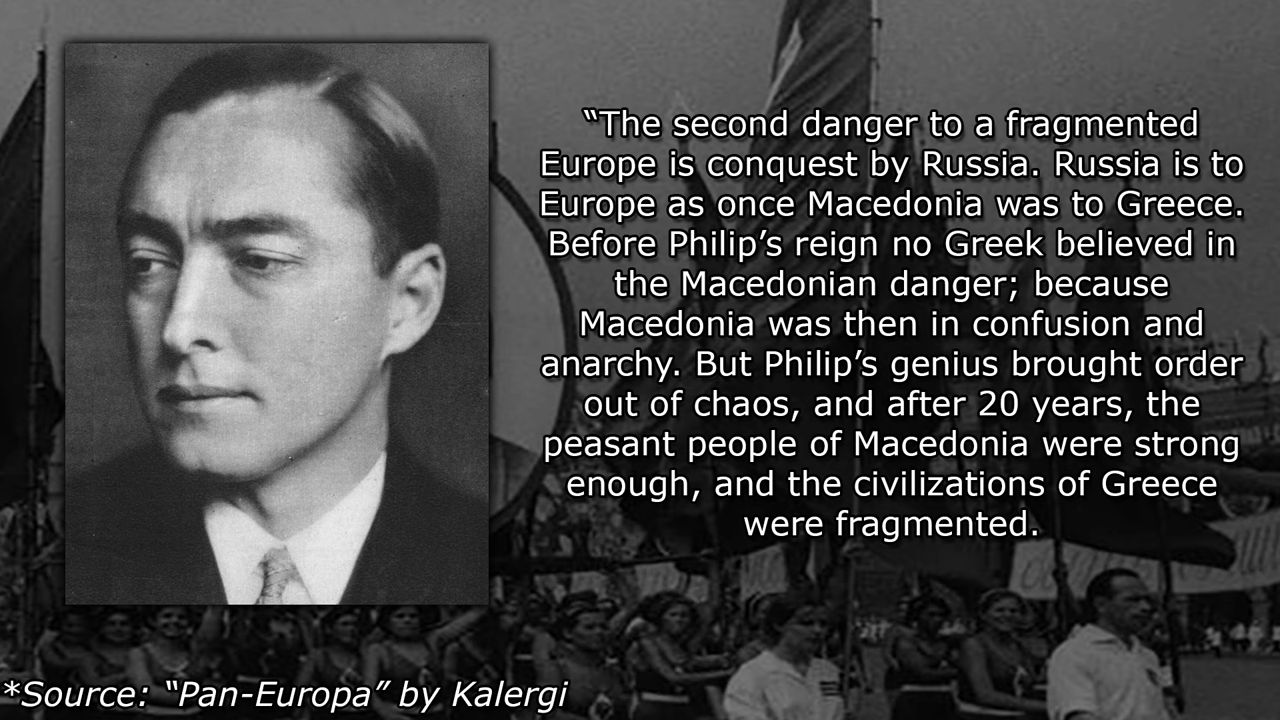 “The second danger to a fragmented
Europe is conquest by Russia. Russia is to
Europe as once Macedonia was to Greece.
Before Philip’s reign no Greek believed in
the Macedonian danger; because
Macedonia was then in confusion and
anarchy. But Philip’s genius brought order
out of chaos, and after 20 years, the
peasant people of Macedonia were strong
enough, and the civilizations of Greece
were fragmented.
*Source: “Pan-Europa” by Kalergi